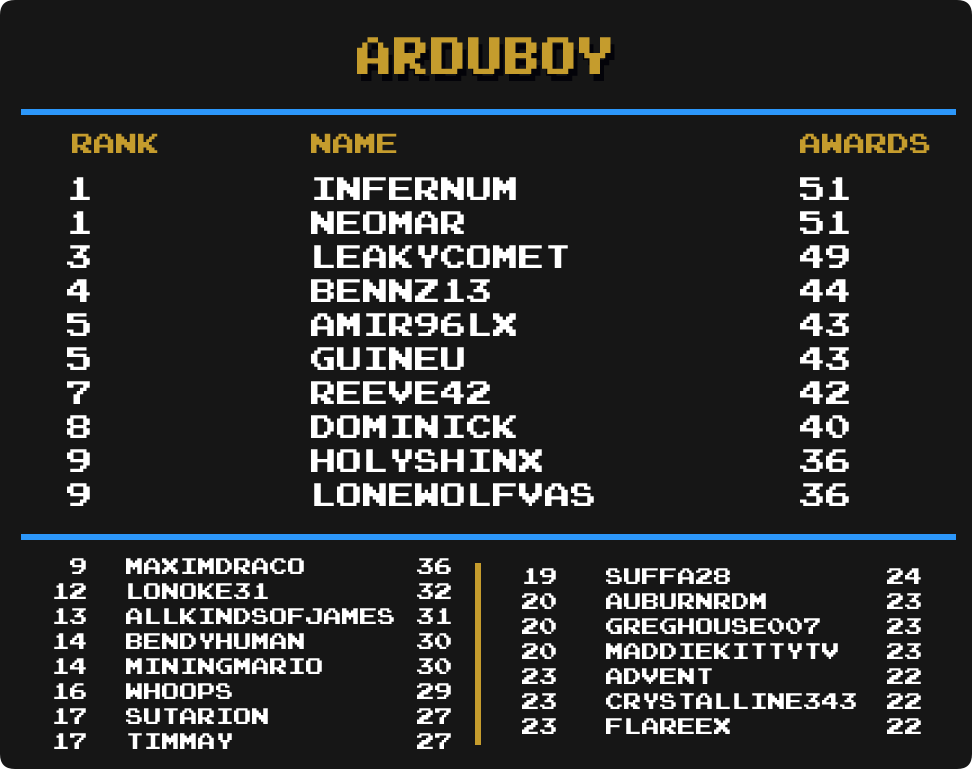 ARDUBOY
RANK NAME AWARDS
1 INFERNUM 51
1 NEOMAR 51
3 LEAKYCOMET 49
4 BENNZ13 44
5 AMIR96LX 43
5 GUINEU 43
7 REEVE42 42
8 DOMINICK 40
9 HOLYSHINX 36
9 LONEWOLFVAS 36
9 MAXIMDRACO 36
12 LONOKE31 32
13 ALLKINDSOFJAMES 31
14 BENDYHUMAN 30
14 MININGMARIO 30
16 WHOOPS 29
17 SUTARION 27
17 TIMMAY 27
19 SUFFA28 24
20 AUBURNRDM 23
20 GREGHOUSE007 23
20 MADDIEKITTYTV 23
23 ADVENT 22
23 CRYSTALLINE343 22
23 FLAREEX 22